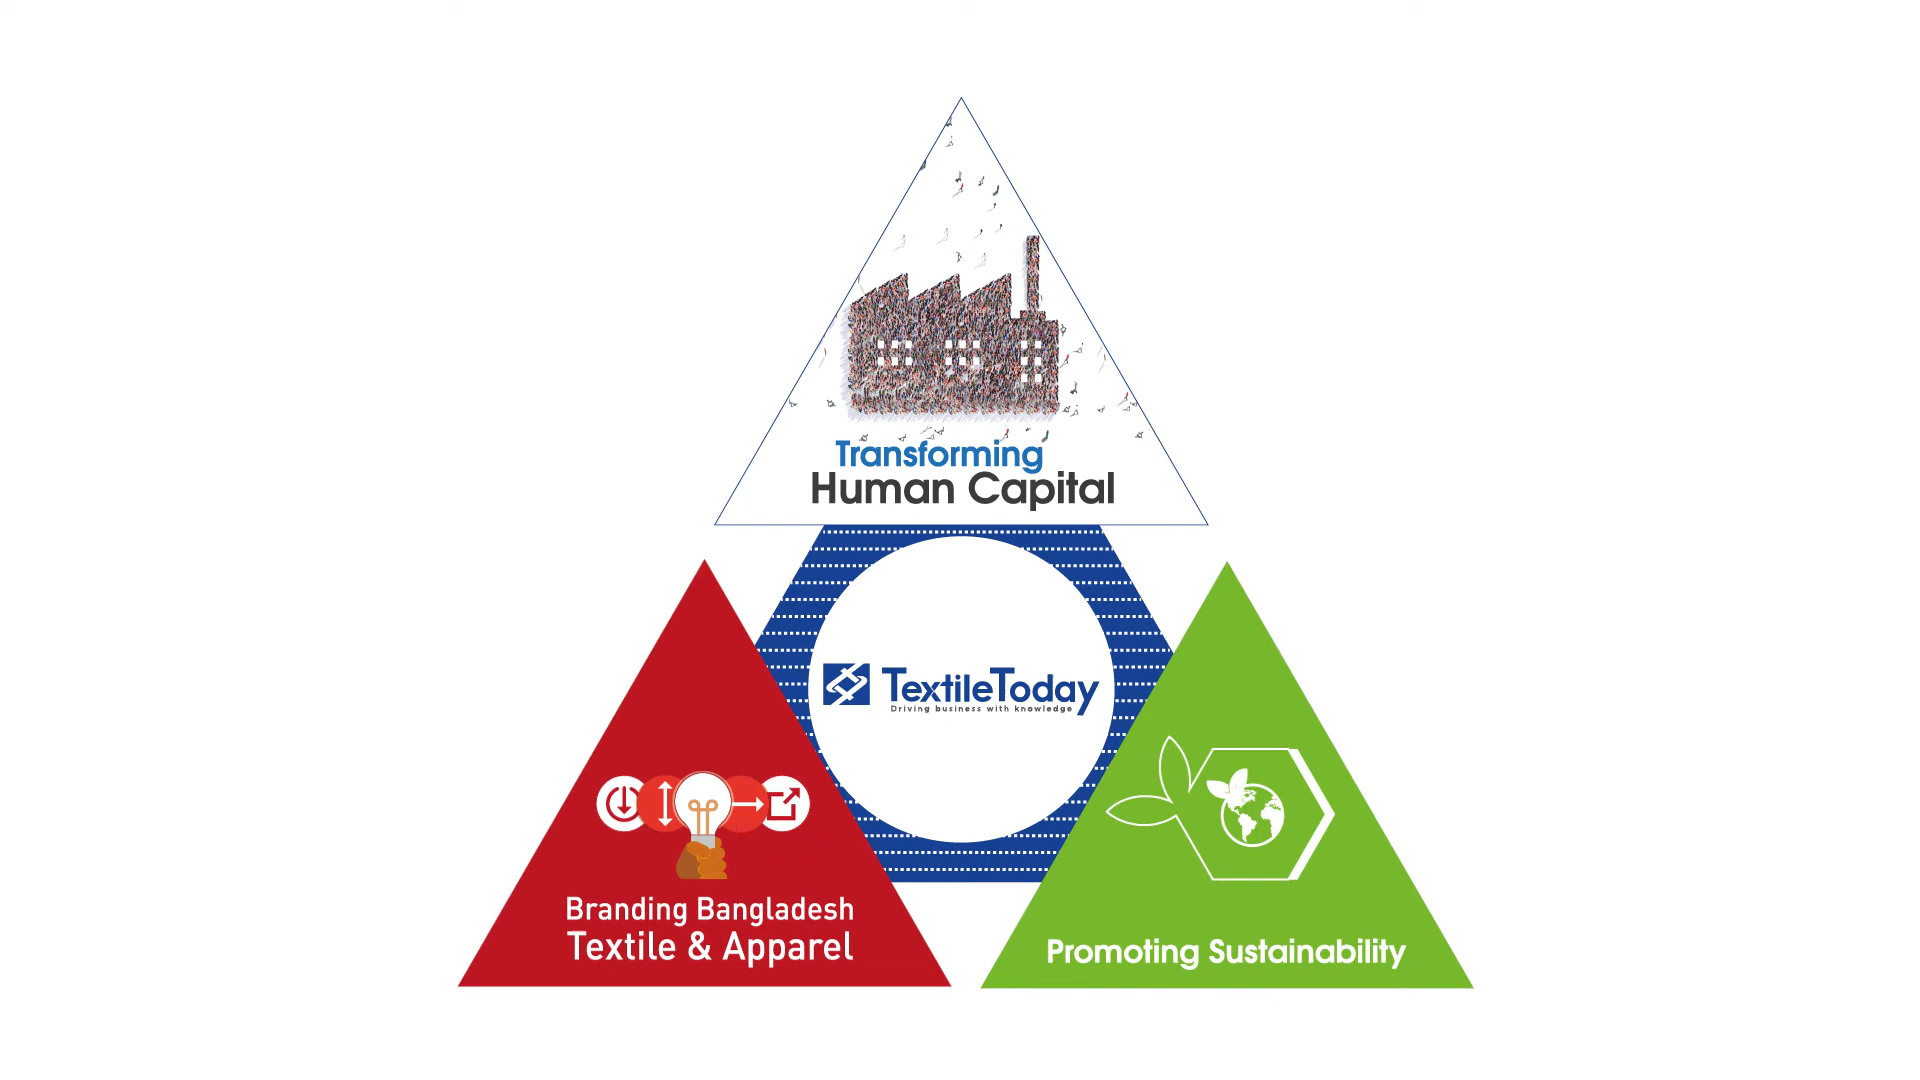 Transforming
Human Capital
TextileToday
Driving business with knowledge
Branding Bangladesh
Textile & Apparel
Promoting Sustainability